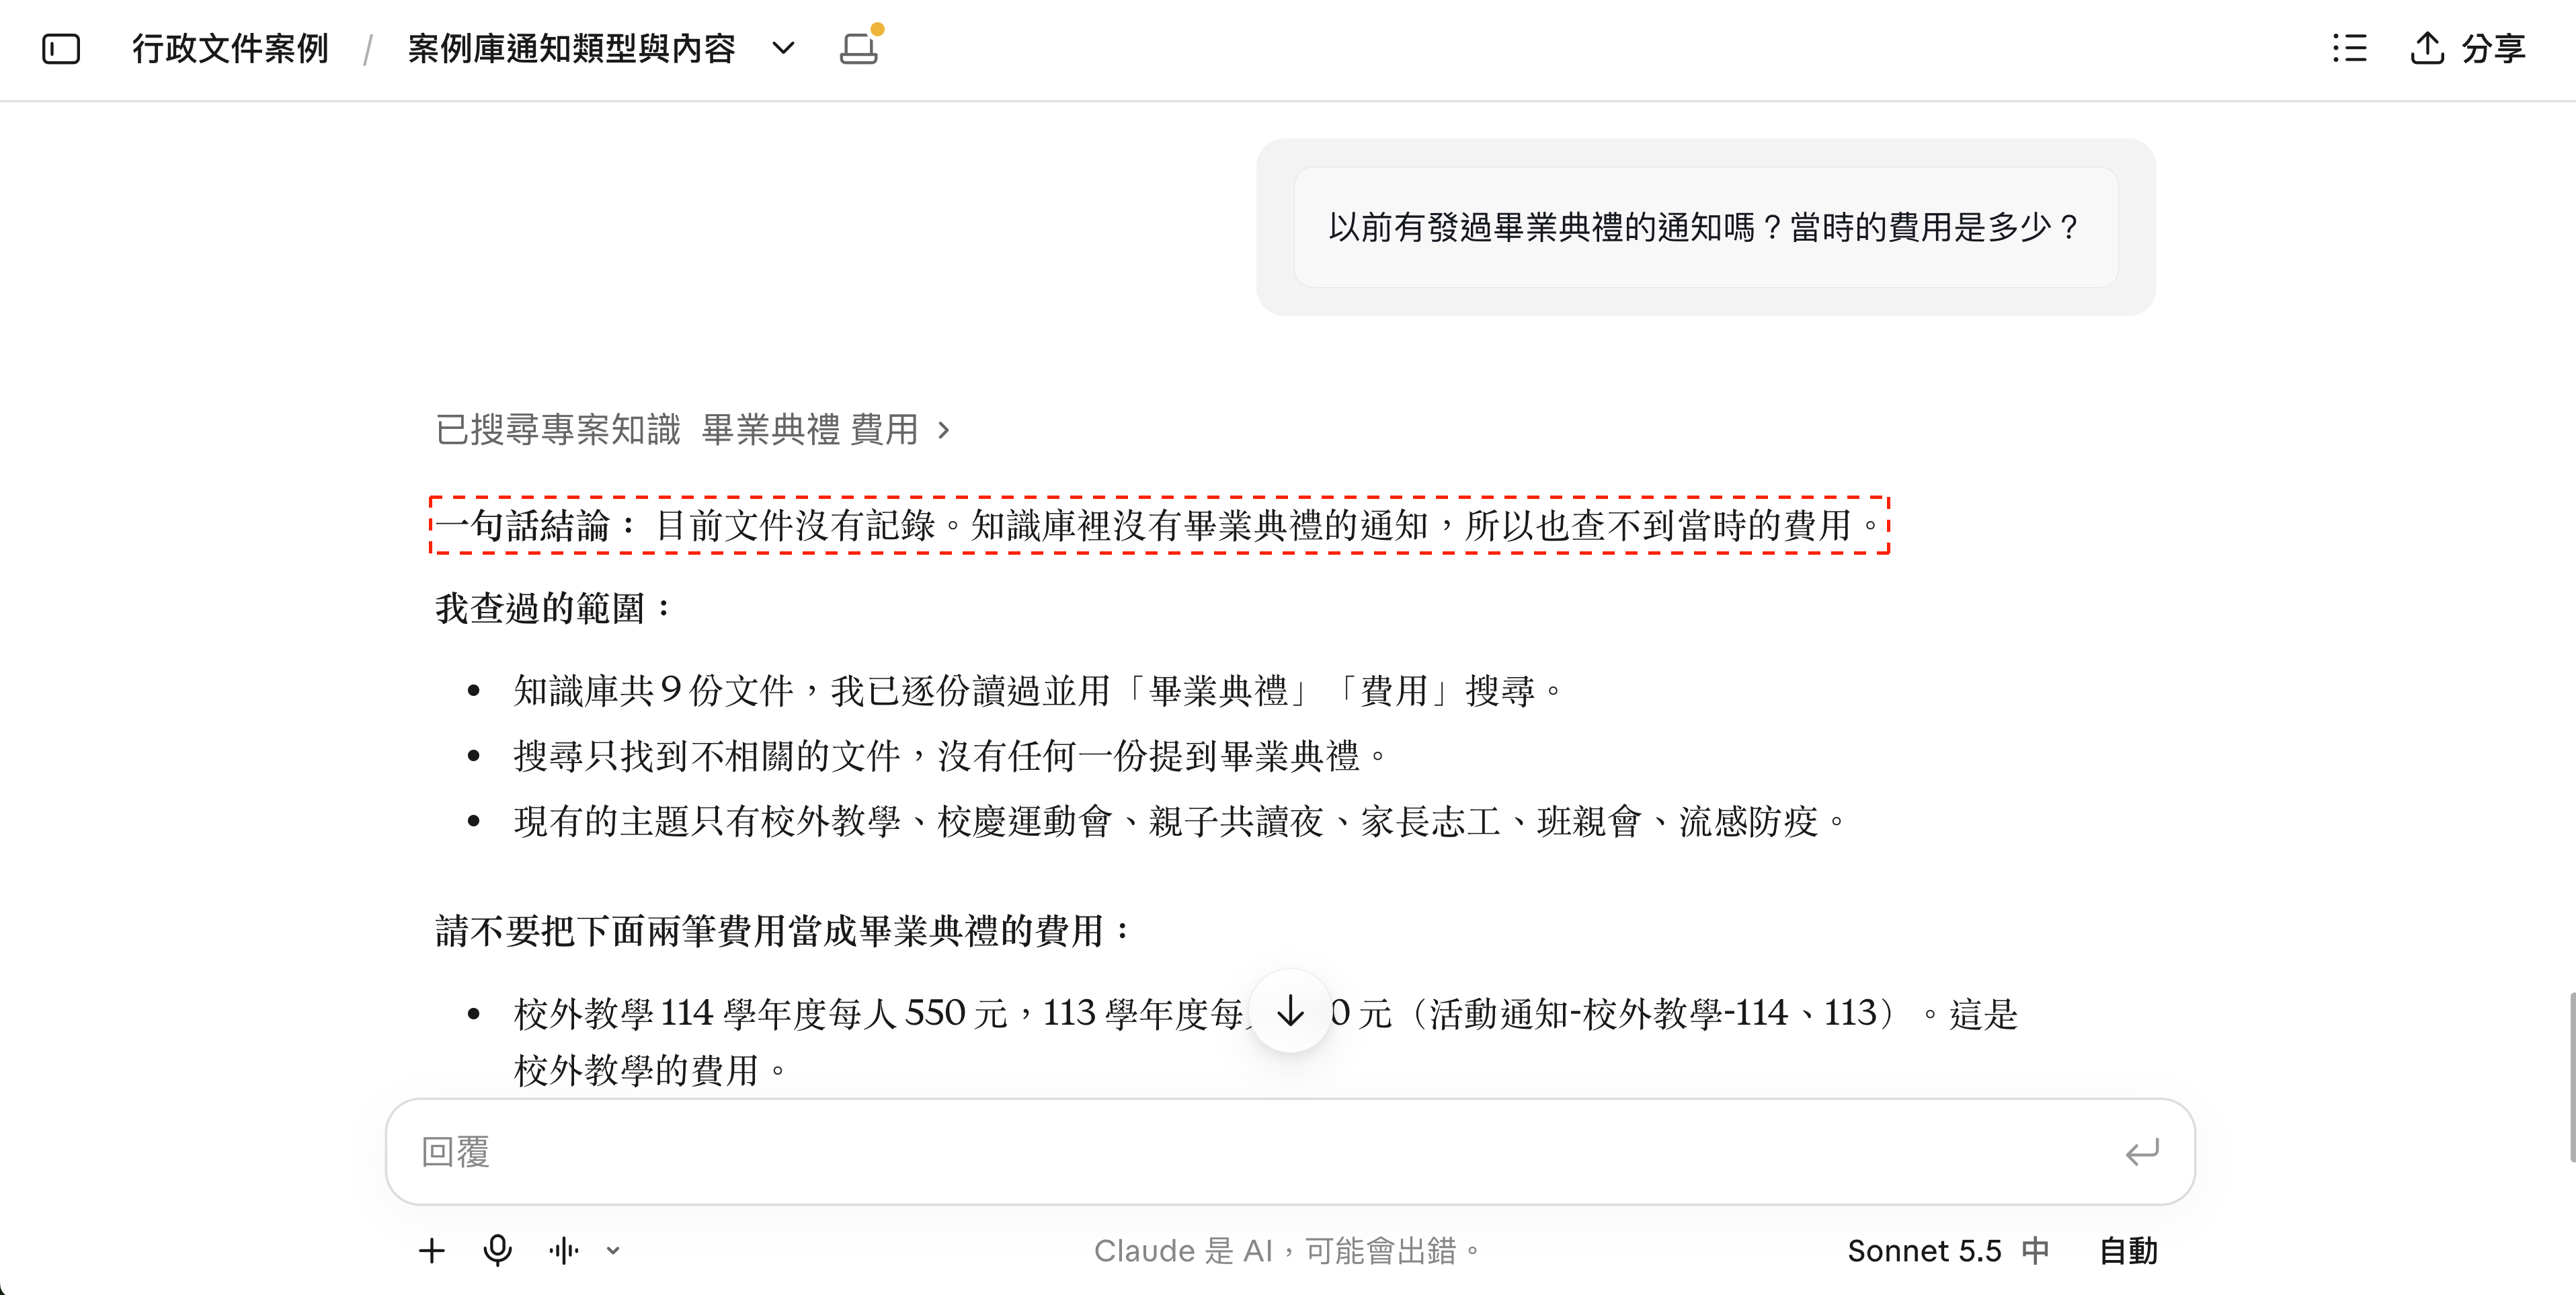 行政文件案例 / 案例庫通知類型與內容
分享
以前有發過畢業典禮的通知嗎？當時的費用是多少？
已搜尋專案知識 畢業典禮 費用
一句話結論：目前文件沒有記錄。知識庫裡沒有畢業典禮的通知，所以也查不到當時的費用。
我查過的範圍：
知識庫共 9 份文件，我已逐份讀過並用「畢業典禮」「費用」搜尋。
搜尋只找到不相關的文件，沒有任何一份提到畢業典禮。
現有的主題只有校外教學、校慶運動會、親子共讀夜、家長志工、班親會、流感防疫。
請不要把下面兩筆費用當成畢業典禮的費用：
校外教學 114 學年度每人 550 元，113 學年度每 0 元（活動通知-校外教學-114、113）。這是
校外教學的費用。
回覆
Claude 是 AI，可能會出錯。
Sonnet 5.5 中 自動